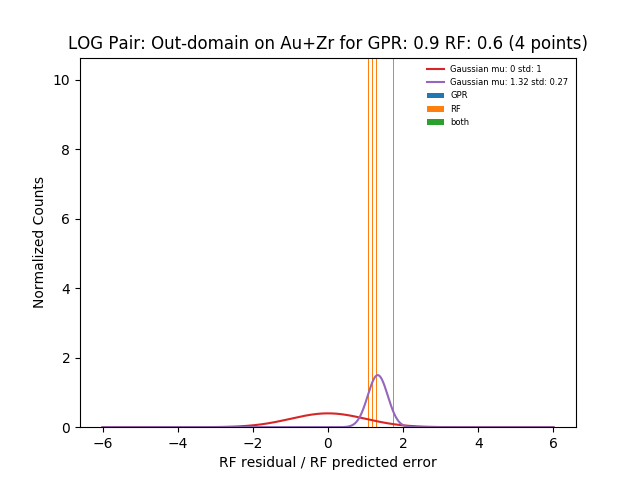 LOG Pair: Out-domain on Au+Zr for GPR: 0.9 RF: 0.6 (4 points)
Gaussian mu: 0 std: 1
Gaussian mu: 1.32 std: 0.27
GPR
RF
both
Normalized Counts
10
8
6
4
2
0
−6 −4 −2 0 2 4 6
RF residual / RF predicted error